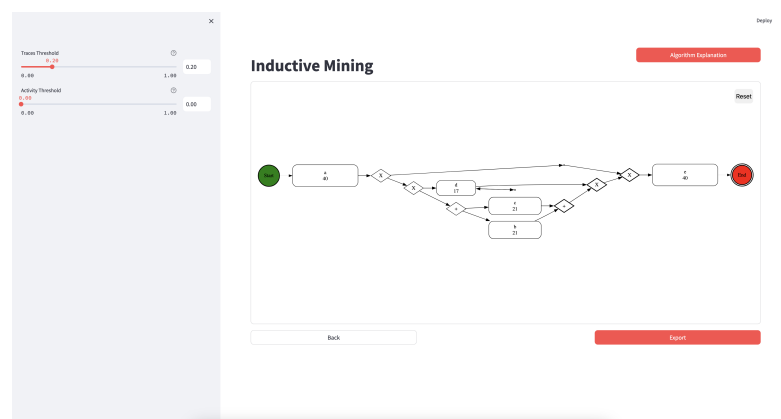 ×
Deploy
Traces Threshold
0.20
0.20
0.00 1.00
Activity Threshold
0.00
0.00
0.00 1.00
Inductive Mining
Algorithm Explanation
Reset
Start
a
40
X
X
d
17
+
c
21
b
21
+
X
X
e
40
End
Back
Export